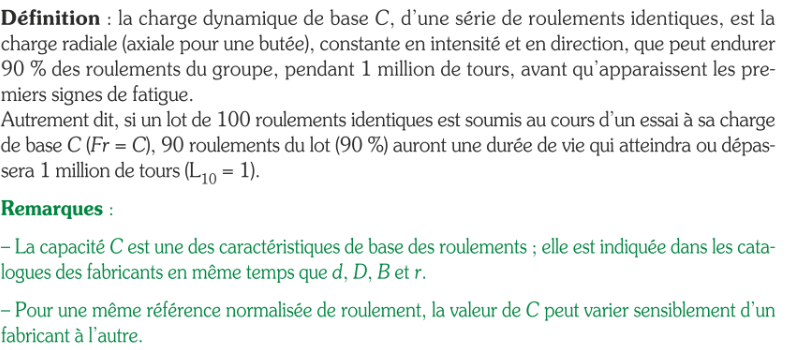 Définition : la charge dynamique de base C, d'une série de roulements identiques, est la
charge radiale (axiale pour une butée), constante en intensité et en direction, que peut endurer
90 % des roulements du groupe, pendant 1 million de tours, avant qu'apparaissent les pre-
miers signes de fatigue.
Autrement dit, si un lot de 100 roulements identiques est soumis au cours d'un essai à sa charge
de base C (Fr = C), 90 roulements du lot (90 %) auront une durée de vie qui atteindra ou dépas-
sera 1 million de tours (L10 = 1).
Remarques :
– La capacité C est une des caractéristiques de base des roulements ; elle est indiquée dans les cata-
logues des fabricants en même temps que d, D, B et r.
– Pour une même référence normalisée de roulement, la valeur de C peut varier sensiblement d'un
fabricant à l'autre.